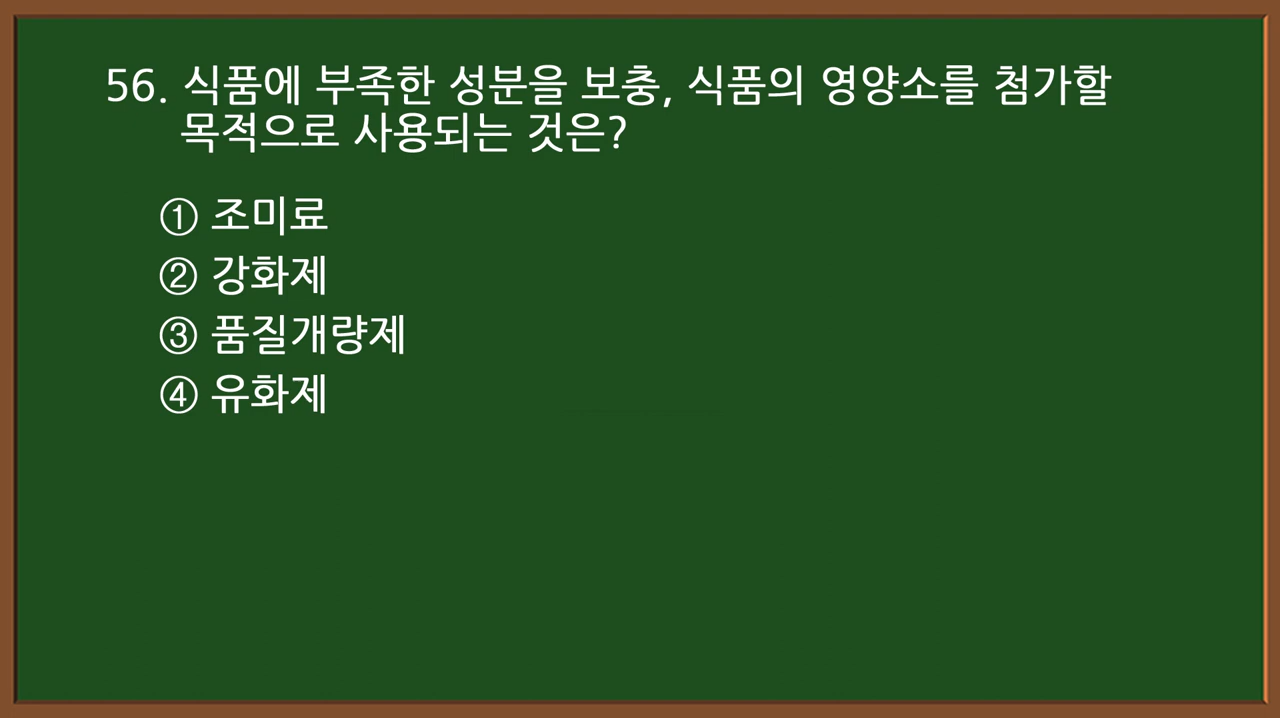 56. 식품에 부족한 성분을 보충, 식품의 영양소를 첨가할
목적으로 사용되는 것은?
① 조미료
② 강화제
③ 품질개량제
④ 유화제